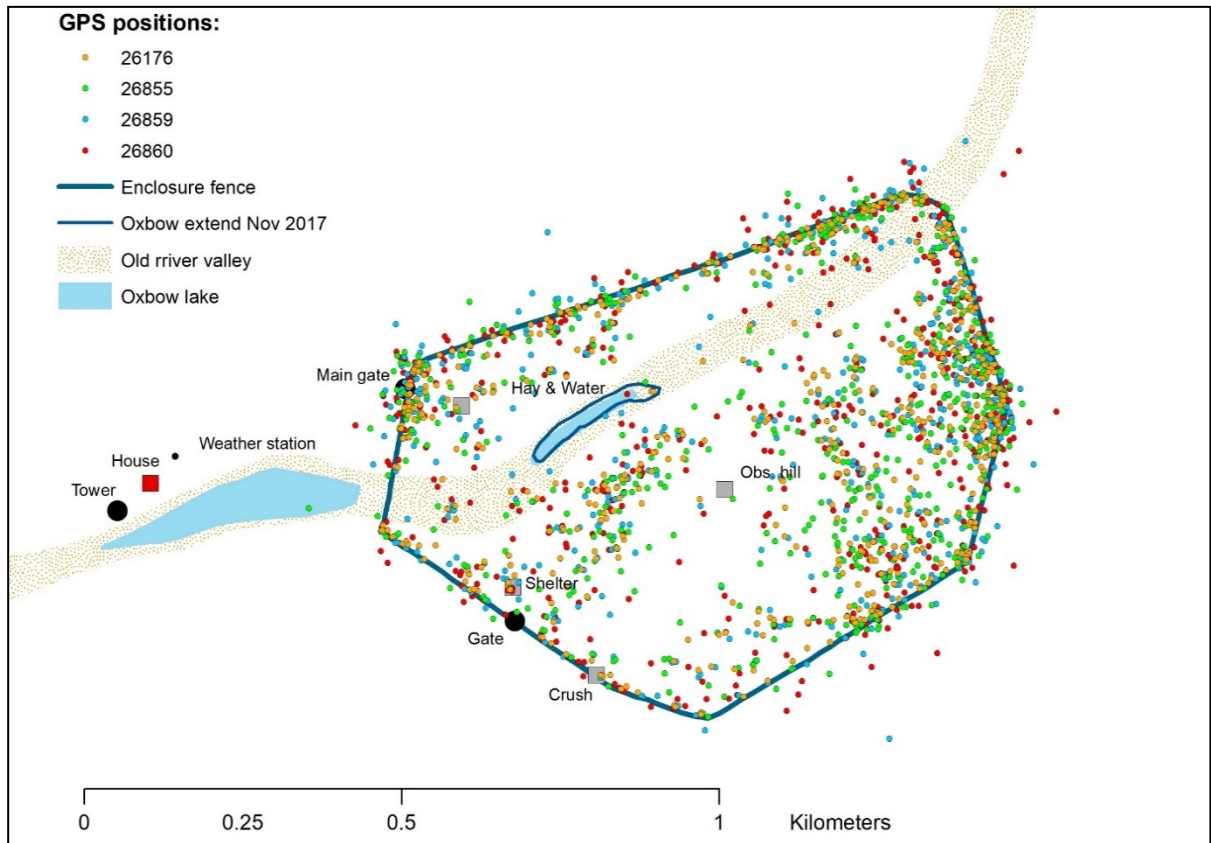 GPS positions:
26176
26855
26859
26860
Enclosure fence
Oxbow extend Nov 2017
Old rriver valley
Oxbow lake
Main gate
Hay & Water
Weather station
House
Tower
Obs. hill
Shelter
Gate
Crush
0 0.25 0.5 1 Kilometers